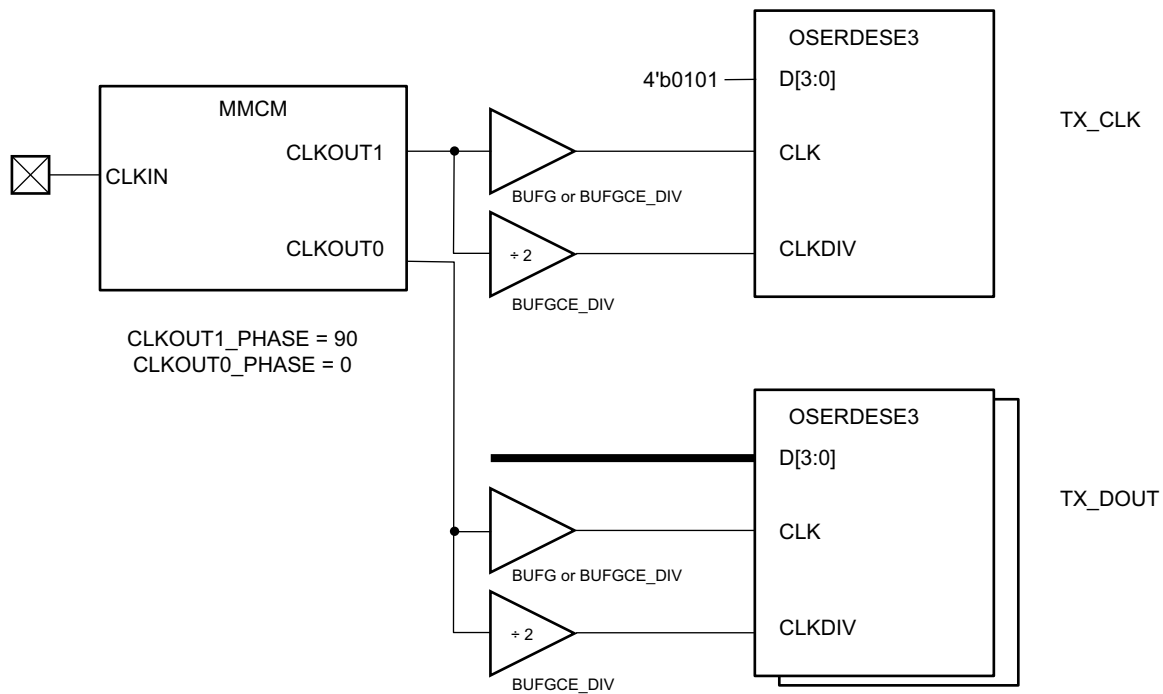 OSERDESE3
4'b0101
D[3:0]
TX_CLK
MMCM
CLKOUT1
CLK
CLKIN
BUFG or BUFGCE_DIV
CLKOUT0
÷ 2
CLKDIV
BUFGCE_DIV
CLKOUT1_PHASE = 90
CLKOUT0_PHASE = 0
OSERDESE3
D[3:0]
TX_DOUT
CLK
BUFG or BUFGCE_DIV
÷ 2
CLKDIV
BUFGCE_DIV